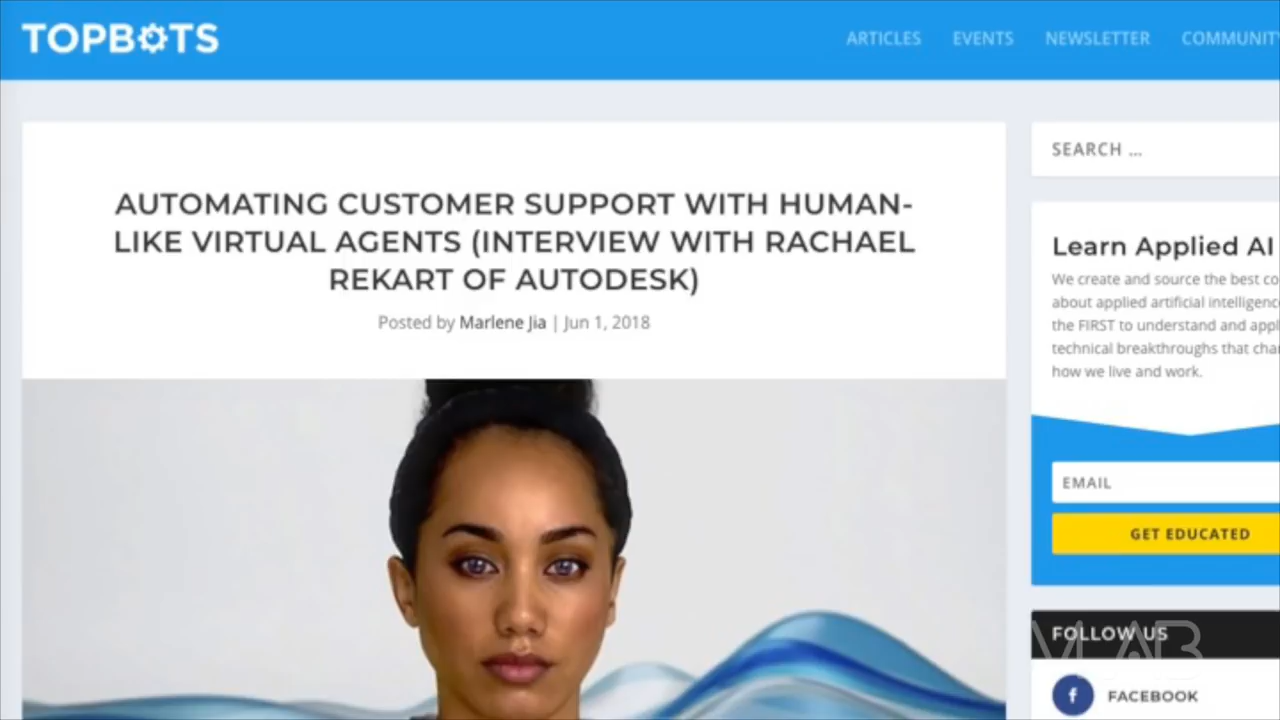 TOPBOTS
ARTICLES EVENTS NEWSLETTER COMMUNITY
AUTOMATING CUSTOMER SUPPORT WITH HUMAN-
LIKE VIRTUAL AGENTS (INTERVIEW WITH RACHAEL
REKART OF AUTODESK)
Posted by Marlene Jia | Jun 1, 2018
SEARCH ...
Learn Applied AI
We create and source the best
about applied artificial
the FIRST to understand and
technical breakthroughs that
how we live and work.
EMAIL
GET EDUCATED
FOLLOW US
VLAB
f FACEBOOK